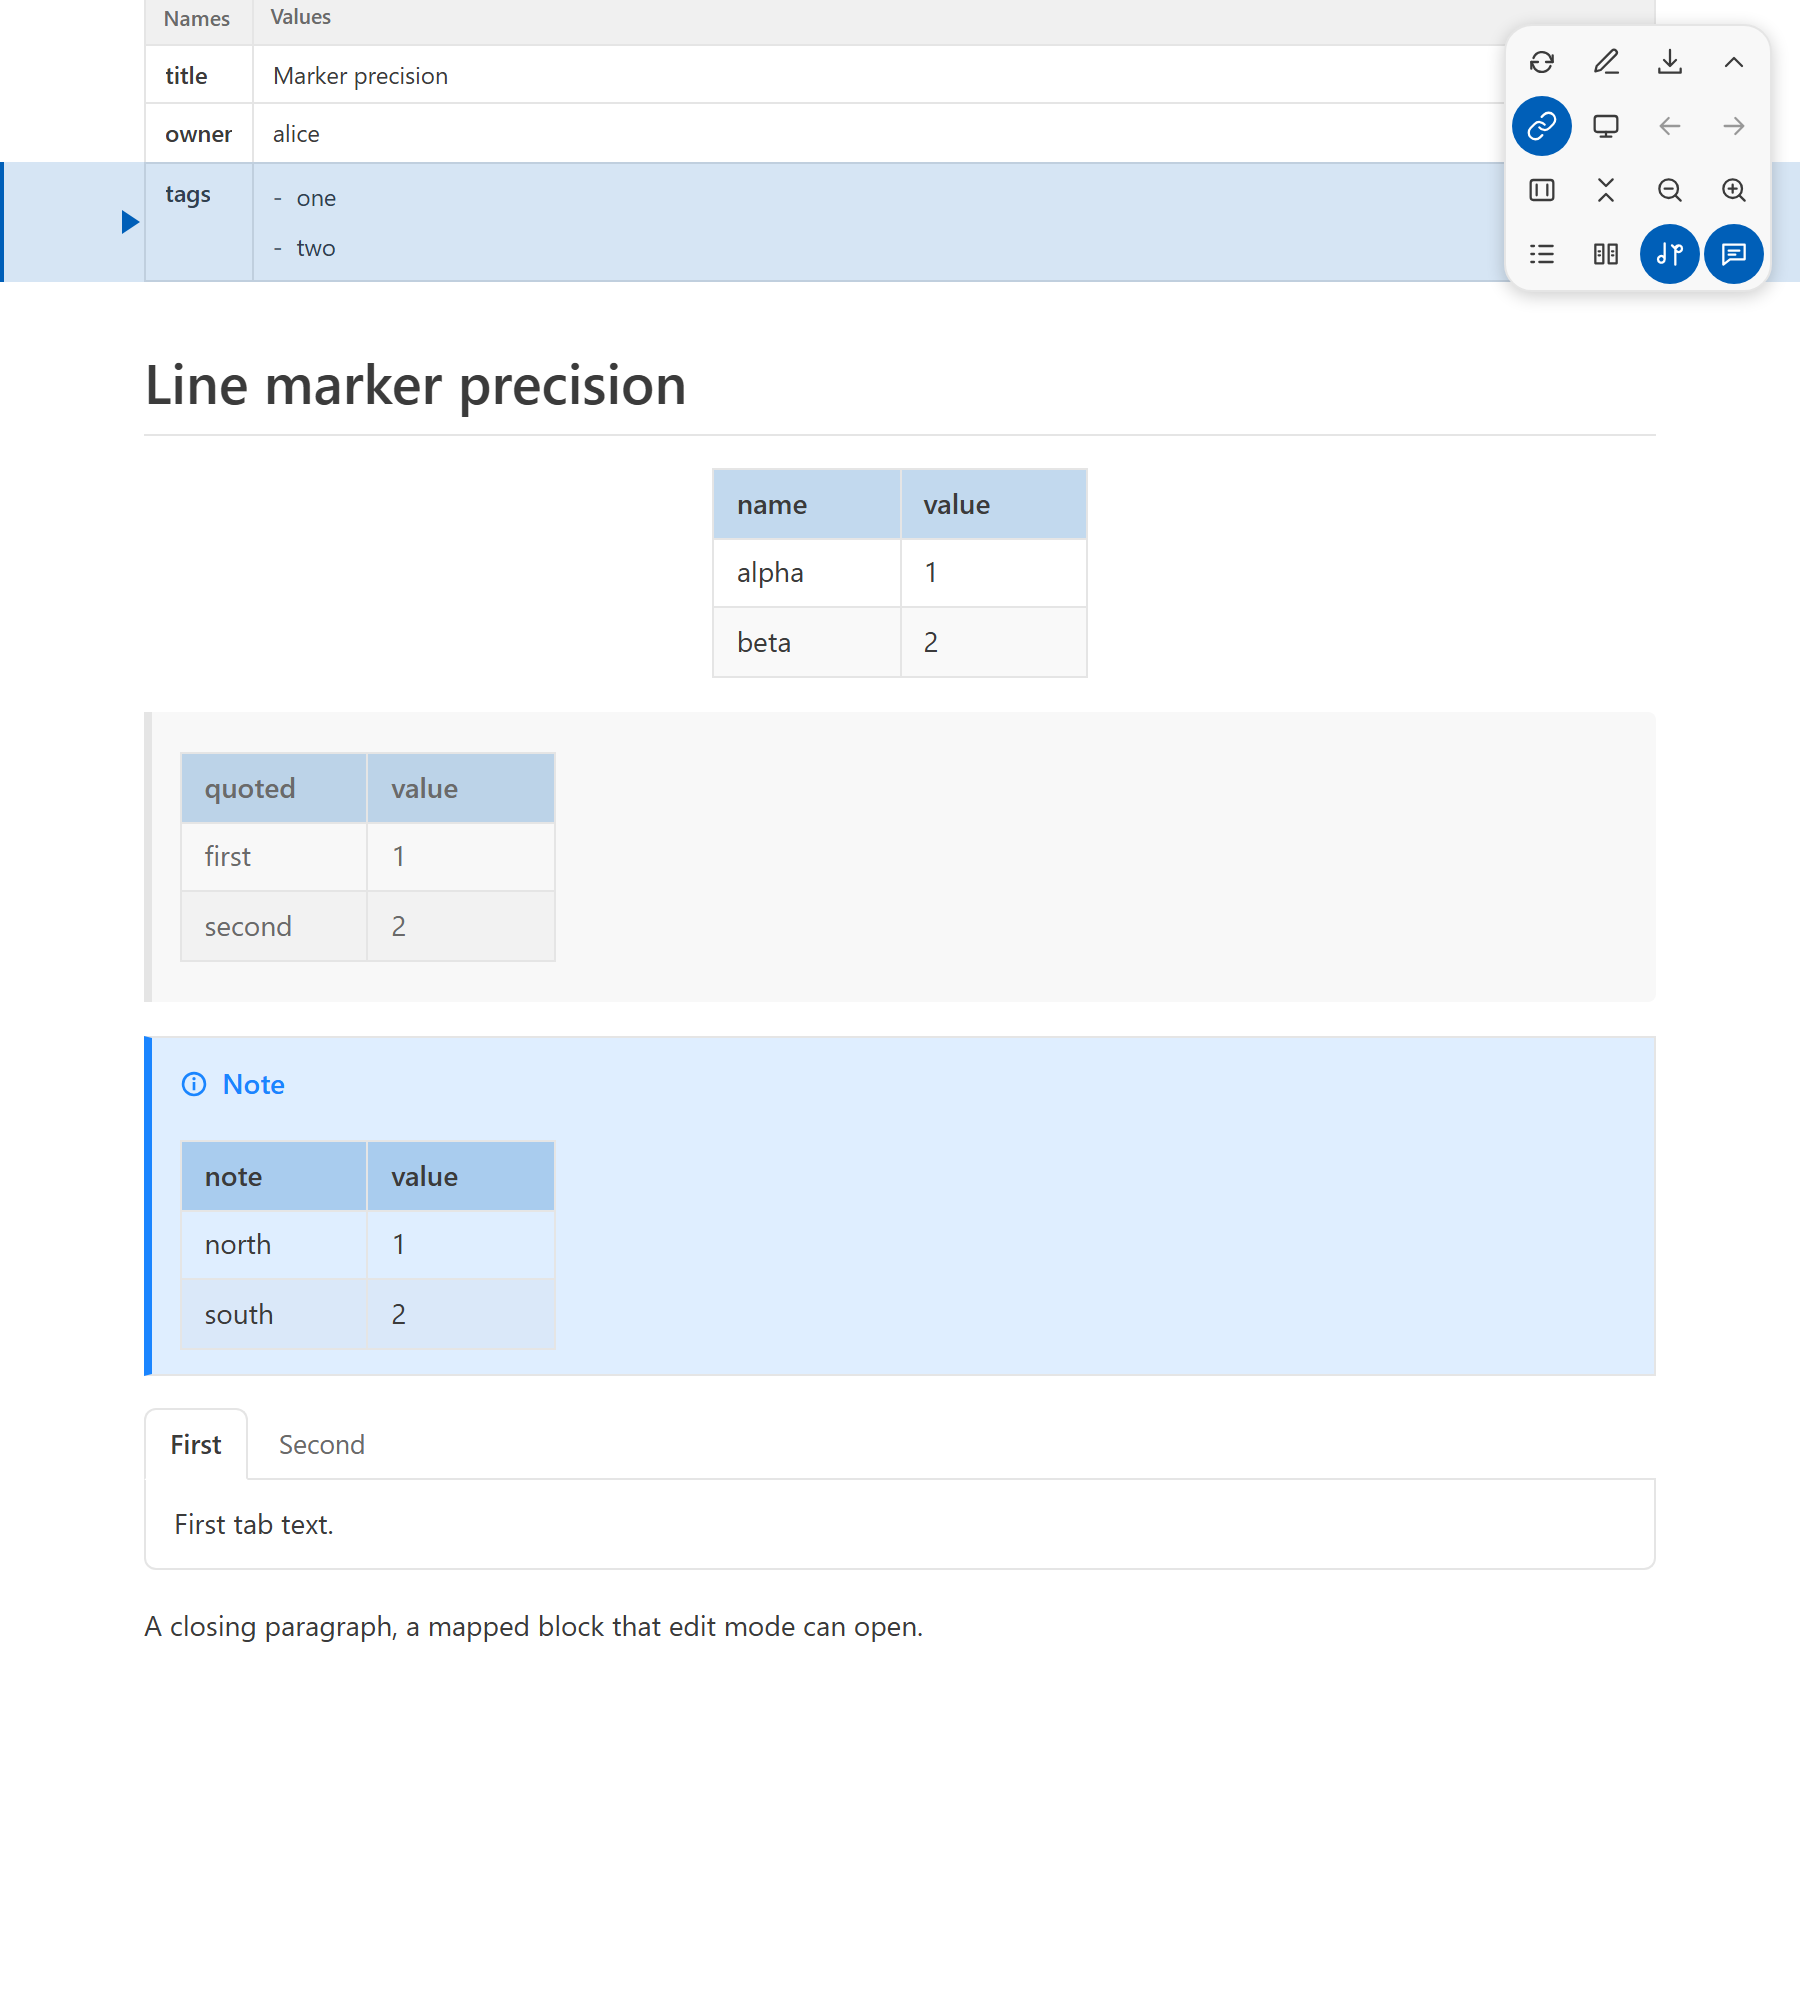 Names Values
title Marker precision
owner alice
tags - one
- two
Line marker precision
name value
alpha 1
beta 2
quoted value
first 1
second 2
Note
note value
north 1
south 2
First Second
First tab text.
A closing paragraph, a mapped block that edit mode can open.